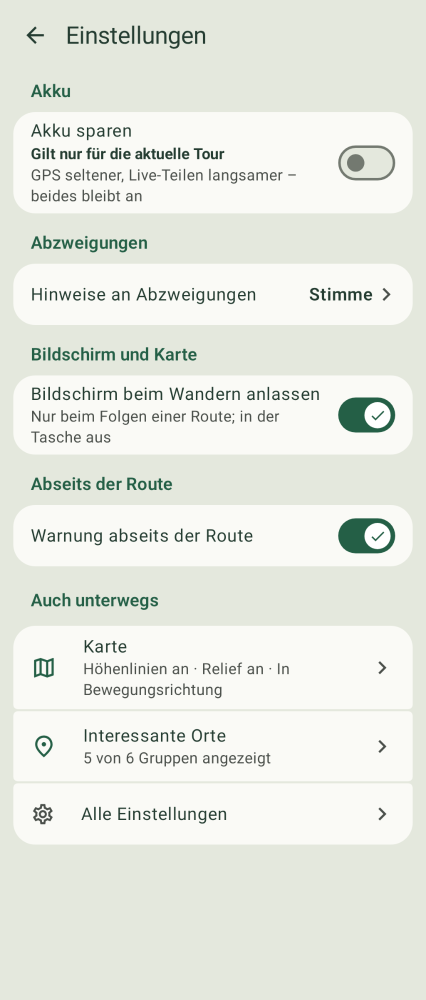 Einstellungen
Akku
Akku sparen
Gilt nur für die aktuelle Tour
GPS seltener, Live-Teilen langsamer –
beides bleibt an
Abzweigungen
Hinweise an Abzweigungen
Stimme
Bildschirm und Karte
Bildschirm beim Wandern anlassen
Nur beim Folgen einer Route; in der
Tasche aus
Abseits der Route
Warnung abseits der Route
Auch unterwegs
Karte
Höhenlinien an · Relief an · In
Bewegungsrichtung
Interessante Orte
5 von 6 Gruppen angezeigt
Alle Einstellungen